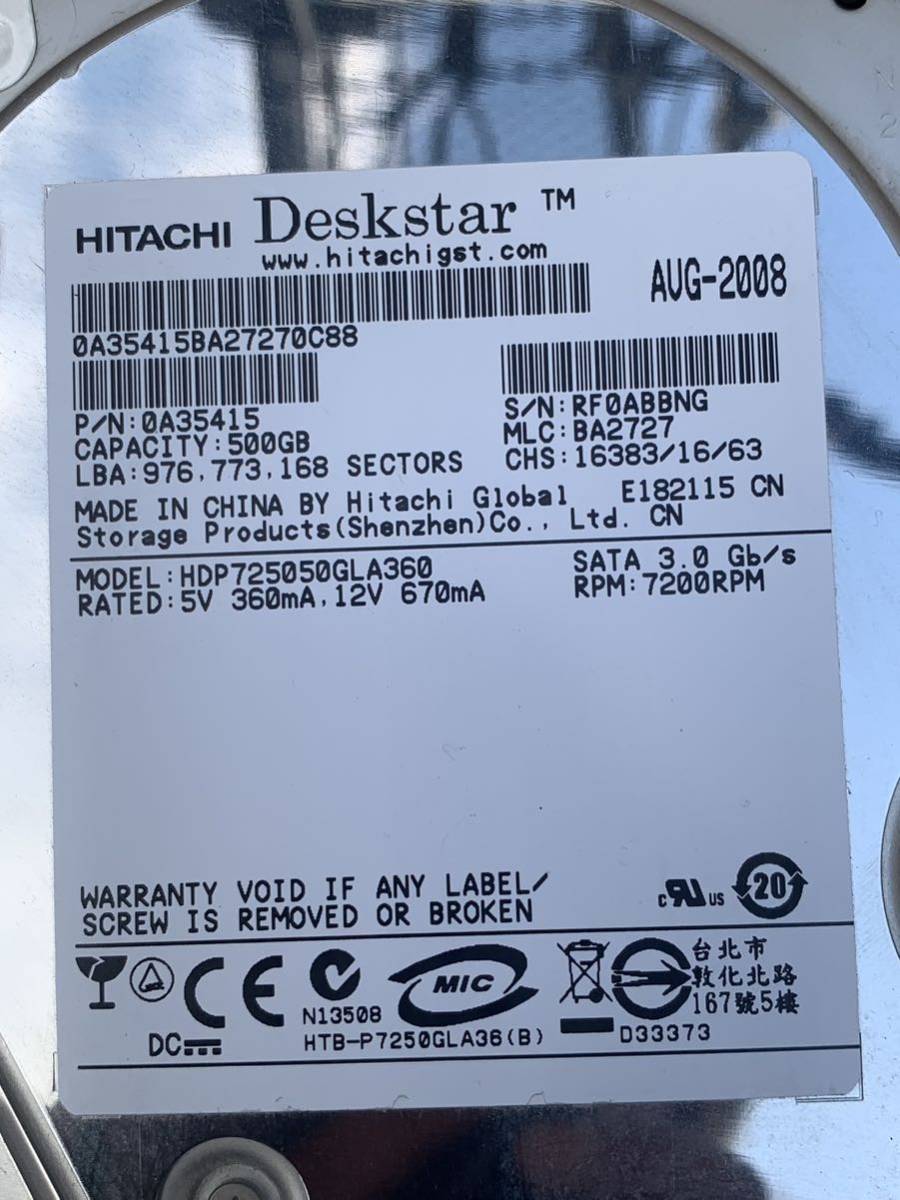 HITACHI Deskstar ™
www.hitachigst.com
AUG-2008
0A35415BA27270C88
P/N:0A35415
CAPACITY:500GB
LBA:976,773,168 SECTORS
S/N:RF0ABBNG
MLC:BA2727
CHS:16383/16/63
MADE IN CHINA BY Hitachi Global E182115 CN
Storage Products(Shenzhen)Co., Ltd. CN
MODEL:HDP725050GLA360
RATED:5V 360mA,12V 670mA
SATA 3.0 Gb/s
RPM:7200RPM
WARRANTY VOID IF ANY LABEL/
SCREW IS REMOVED OR BROKEN
c RU US 20
CE N13508 MIC
台北市
敦化北路
167號5樓
DC HTB-P7250GLA36(B) D33373